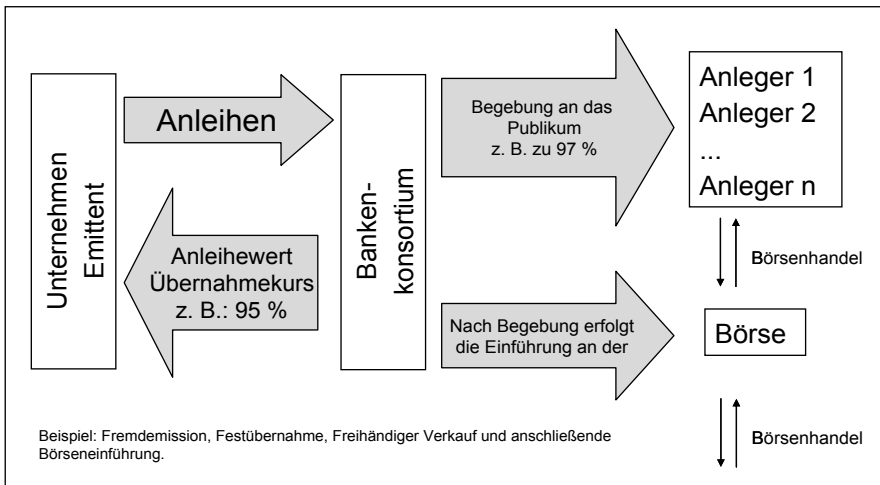 Unternehmen
Emittent
Anleihen
Anleihewert
Übernahmekurs
z. B.: 95 %
Banken-
konsortium
Begebung an das
Publikum
z. B. zu 97 %
Anleger 1
Anleger 2
...
Anleger n
Börsenhandel
Nach Begebung erfolgt
die Einführung an der
Börse
Börsenhandel
Beispiel: Fremdemission, Festübernahme, Freihändiger Verkauf und anschließende
Börseneinführung.